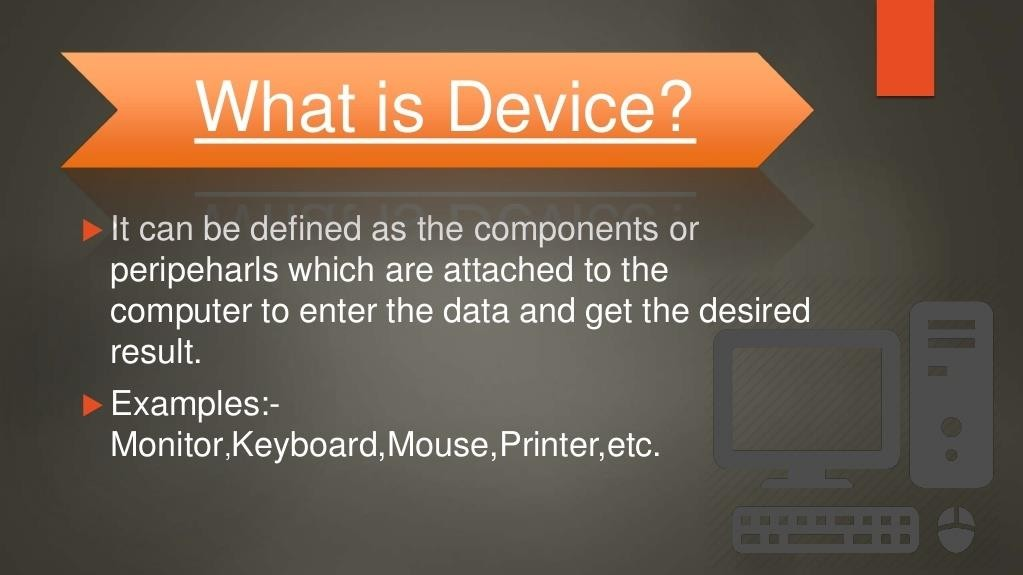 What is Device?
It can be defined as the components or
peripeharls which are attached to the
computer to enter the data and get the desired
result.
Examples:-
Monitor,Keyboard,Mouse,Printer,etc.